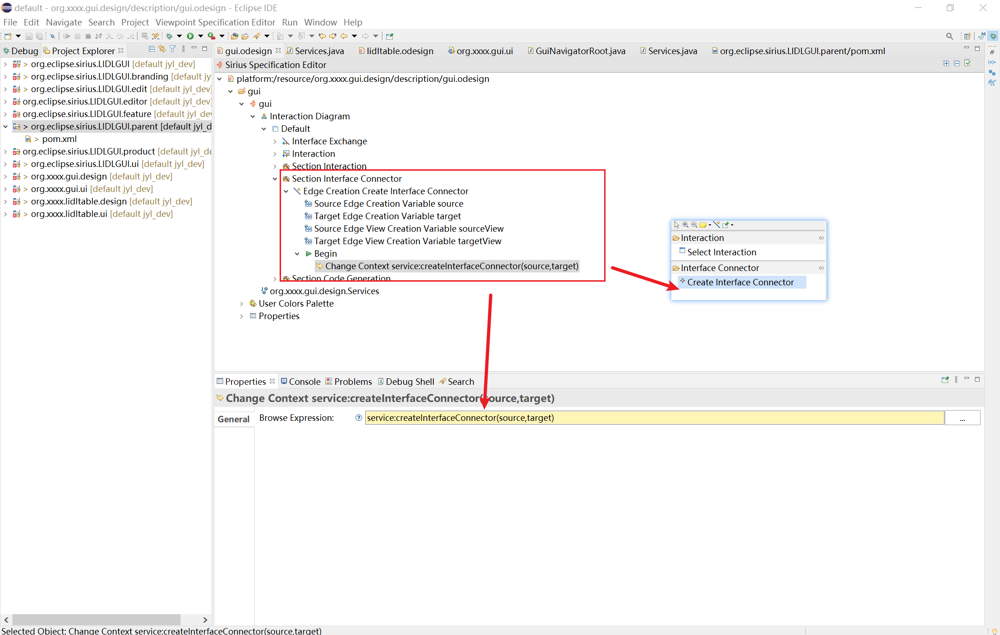 default - org.xxxx.gui.design/description/gui.odesign - Eclipse IDE
File Edit Navigate Search Project Viewpoint Specification Editor Run Window Help
Debug Project Explorer
> org.eclipse.sirius.LIDLGUI [default jyl_dev]
> org.eclipse.sirius.LIDLGUI.branding [default jy
> org.eclipse.sirius.LIDLGUI.edit [default jyl_dev]
> org.eclipse.sirius.LIDLGUI.editor [default jyl_dev]
> org.eclipse.sirius.LIDLGUI.feature [default jyl_de
> org.eclipse.sirius.LIDLGUI.parent [default jyl_d
> pom.xml
> org.eclipse.sirius.LIDLGUI.product [default jyl_de
> org.eclipse.sirius.LIDLGUI.ui [default jyl_dev]
> org.xxxx.gui.design [default jyl_dev]
> org.xxxx.gui.ui [default jyl_dev]
> org.xxxx.lidltable.design [default jyl_dev]
> org.xxxx.lidltable.ui [default jyl_dev]
gui.odesign Services.java lidltable.odesign org.xxxx.gui.ui GuiNavigatorRoot.java Services.java org.eclipse.sirius.LIDLGUI.parent/pom.xml
Sirius Specification Editor
platform:/resource/org.xxxx.gui.design/description/gui.odesign
gui
gui
Interaction Diagram
Default
Interface Exchange
Interaction
Section Interaction
Section Interface Connector
Edge Creation Create Interface Connector
Source Edge Creation Variable source
Target Edge Creation Variable target
Source Edge View Creation Variable sourceView
Target Edge View Creation Variable targetView
Begin
Change Context service:createInterfaceConnector(source,target)
Section Code Generation
org.xxxx.gui.design.Services
User Colors Palette
Properties
Interaction
Select Interaction
Interface Connector
Create Interface Connector
Properties Console Problems Debug Shell Search
Change Context service:createInterfaceConnector(source,target)
General
Browse Expression: service:createInterfaceConnector(source,target) ...
Selected Object: Change Context service:createInterfaceConnector(source,target)